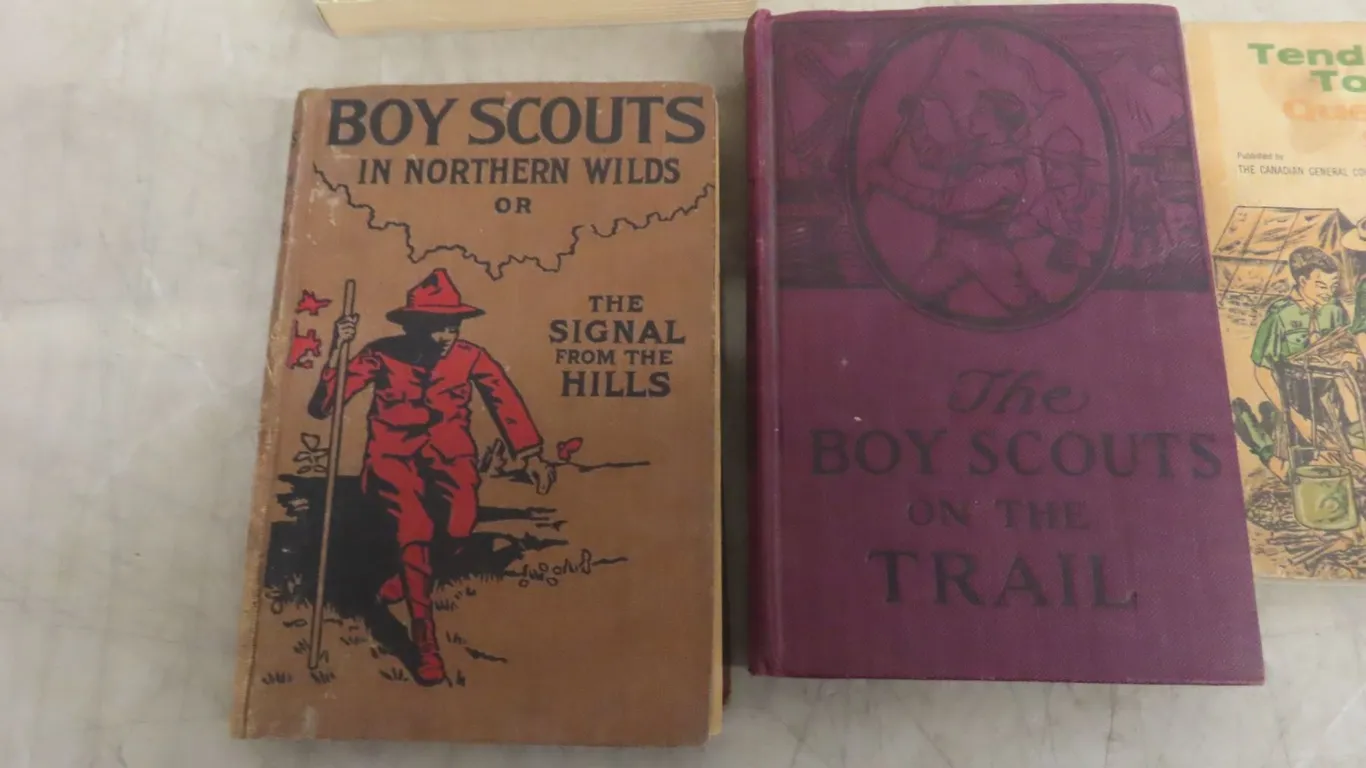 BOY SCOUTS
IN NORTHERN WILDS
OR
THE
SIGNAL
FROM THE
HILLS
The
BOY SCOUTS
ON THE
TRAIL
Tend
To
Que
Published by
THE CANADIAN GENERAL CO